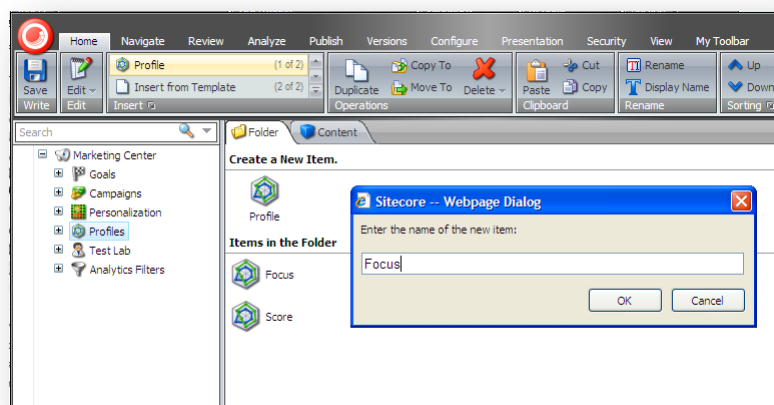 Home Navigate Review Analyze Publish Versions Configure Presentation Security View My Toolbar
Save
Write
Edit
Edit
Profile (1 of 2)
Insert from Template (2 of 2)
Insert
Duplicate
Copy To
Move To
Delete
Operations
Paste
Cut
Copy
Clipboard
Rename
Display Name
Rename
Up
Down
Sorting
Search
Folder Content
Marketing Center
Goals
Campaigns
Personalization
Profiles
Test Lab
Analytics Filters
Create a New Item.
Profile
Items in the Folder
Focus
Score
Sitecore -- Webpage Dialog
Enter the name of the new item:
Focus
OK Cancel